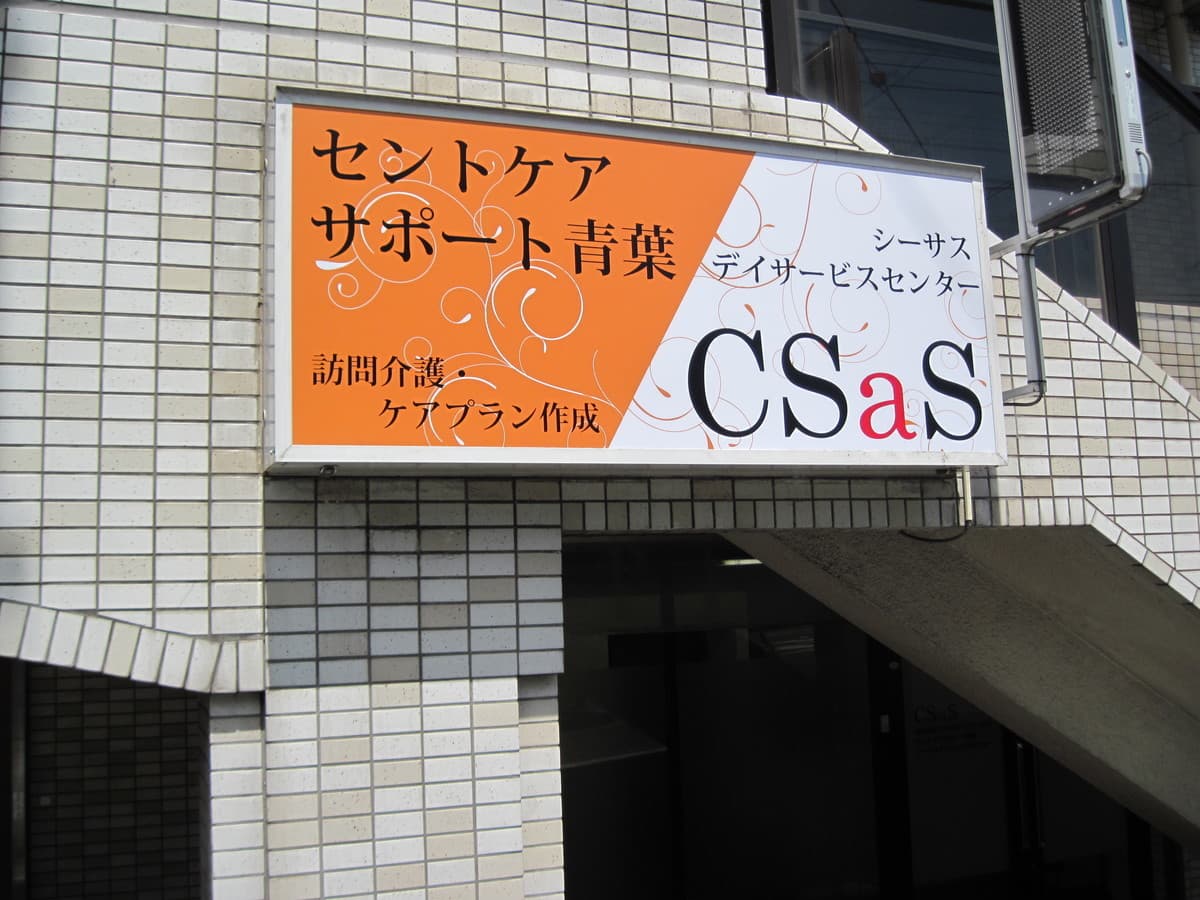 セントケア
サポート青葉
訪問介護・
ケアプラン作成
シーサス
デイサービスセンター
CSaS
CSaS